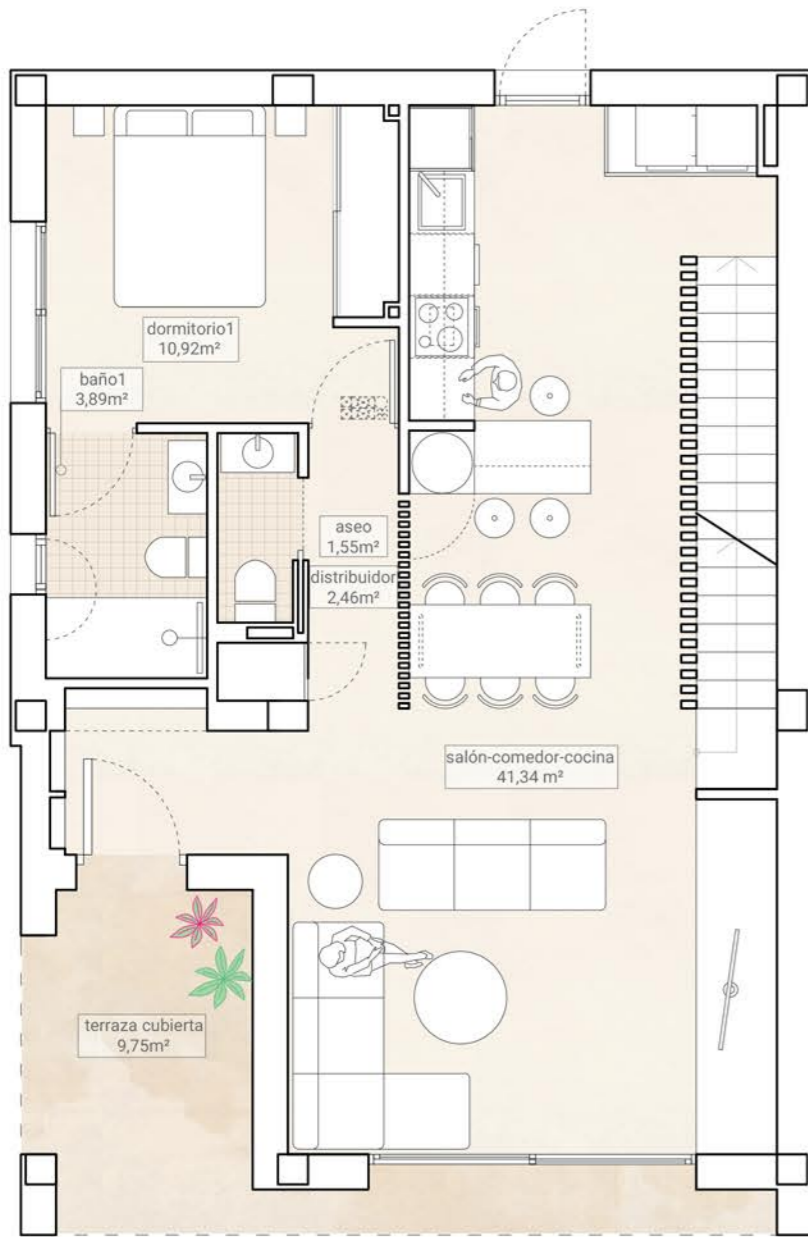 dormitorio1
10,92m²
baño1
3,89m²
aseo
1,55m²
distribuidor
2,46m²
salón-comedor-cocina
41,34 m²
terraza cubierta
9,75m²